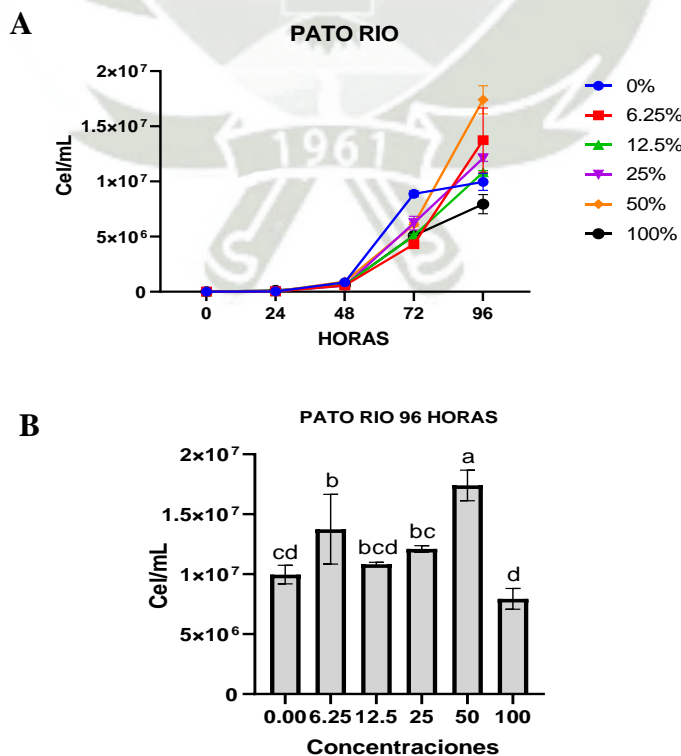 A
PATO RIO
2×10⁷
1.5×10⁷
1×10⁷
5×10⁶
0
Cel/mL
0 24 48 72 96
HORAS
0%
6.25%
12.5%
25%
50%
100%
1961
B
PATO RIO 96 HORAS
2×10⁷
1.5×10⁷
1×10⁷
5×10⁶
0
Cel/mL
cd b bcd bc a d
0.00 6.25 12.5 25 50 100
Concentraciones